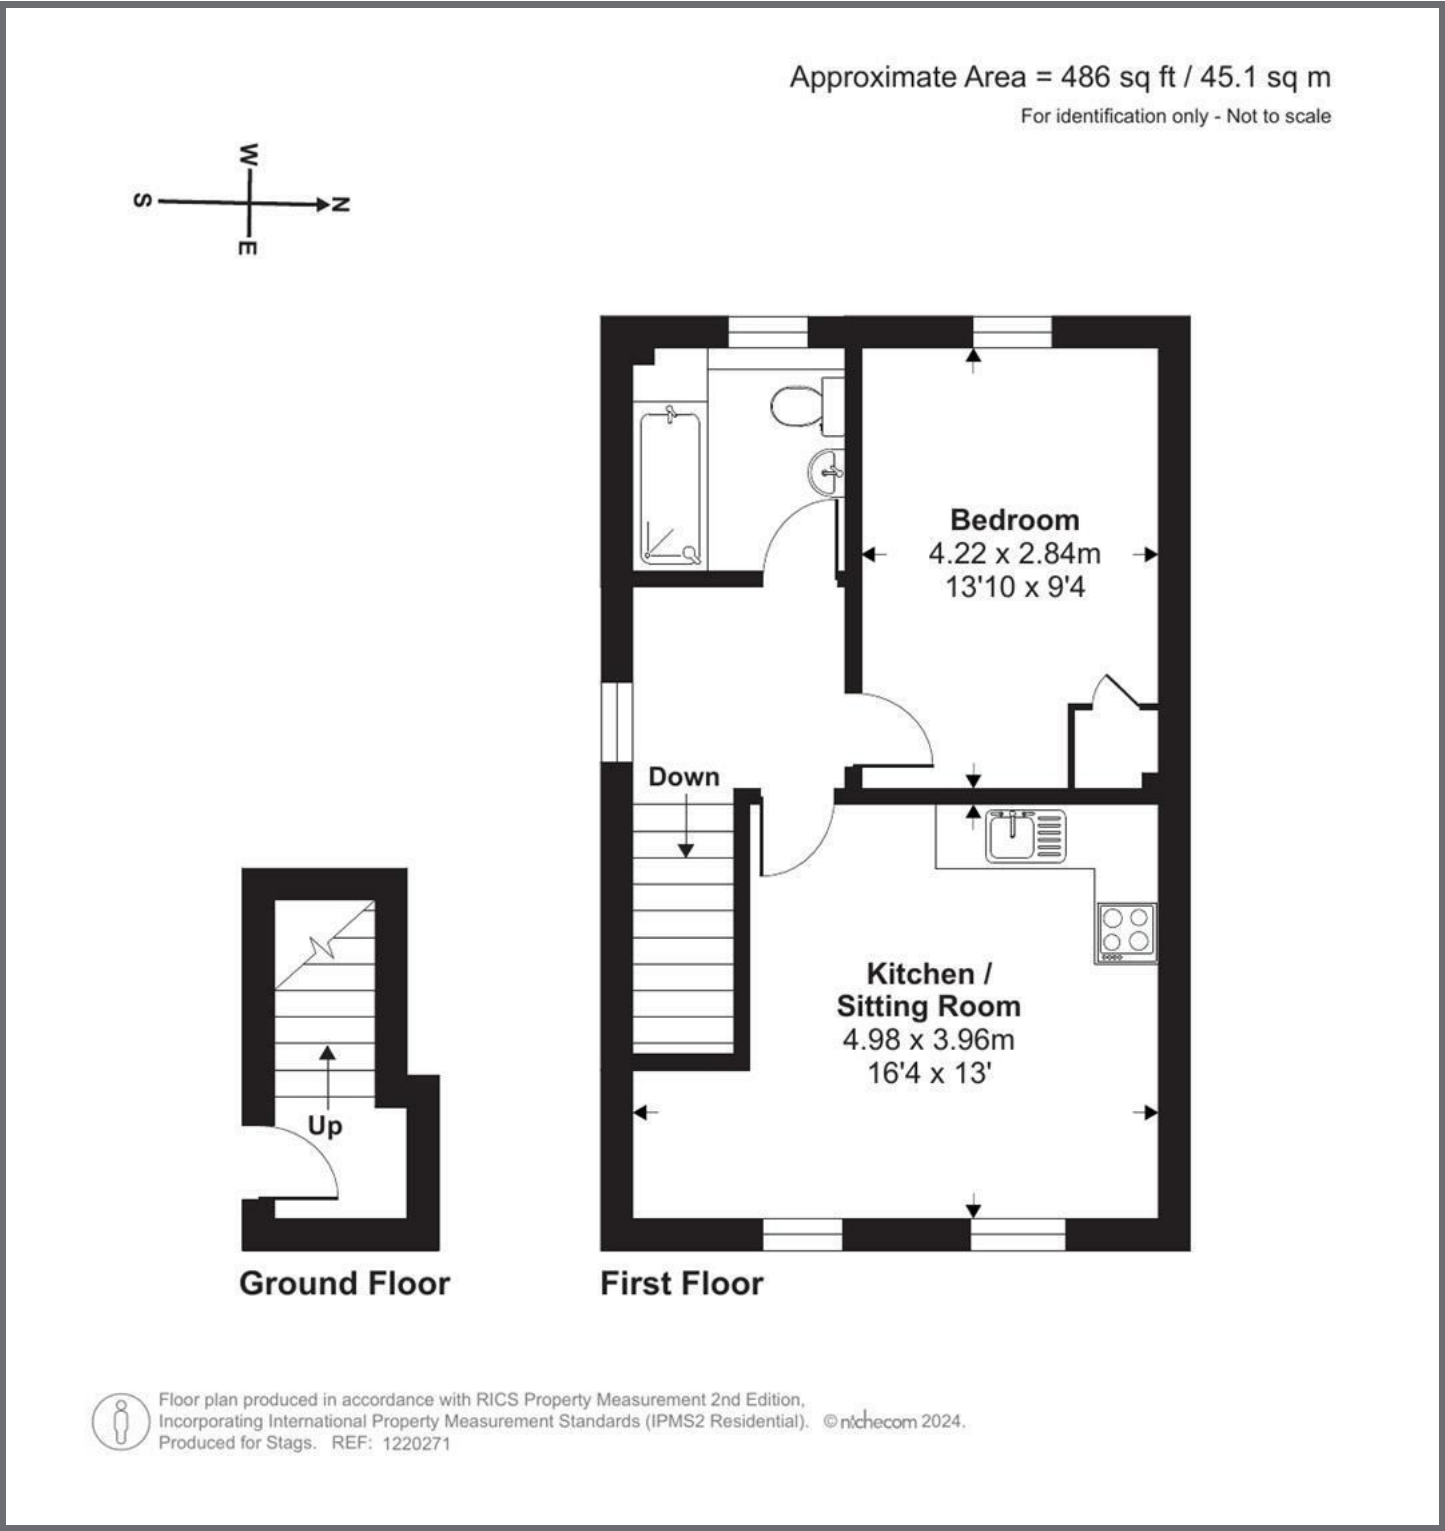 Approximate Area = 486 sq ft / 45.1 sq m
For identification only - Not to scale
W
S
N
E
Bedroom
4.22 x 2.84m
13'10 x 9'4
Down
Kitchen /
Sitting Room
4.98 x 3.96m
16'4 x 13'
Up
Ground Floor
First Floor
Floor plan produced in accordance with RICS Property Measurement 2nd Edition,
Incorporating International Property Measurement Standards (IPMS2 Residential). © nichecom 2024.
Produced for Stags. REF: 1220271